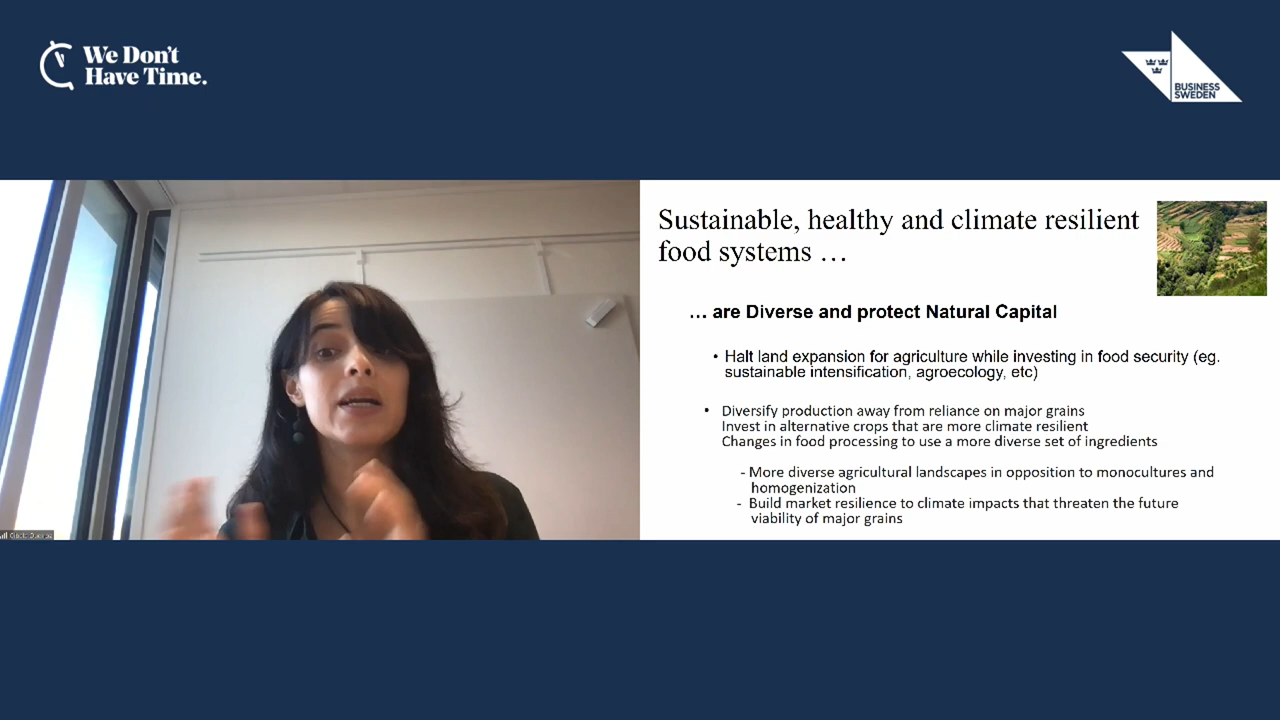 We Don't
Have Time.
BUSINESS
SWEDEN
Sustainable, healthy and climate resilient
food systems …
… are Diverse and protect Natural Capital
• Halt land expansion for agriculture while investing in food security (eg.
sustainable intensification, agroecology, etc)
• Diversify production away from reliance on major grains
Invest in alternative crops that are more climate resilient
Changes in food processing to use a more diverse set of ingredients
- More diverse agricultural landscapes in opposition to monocultures and
homogenization
- Build market resilience to climate impacts that threaten the future
viability of major grains